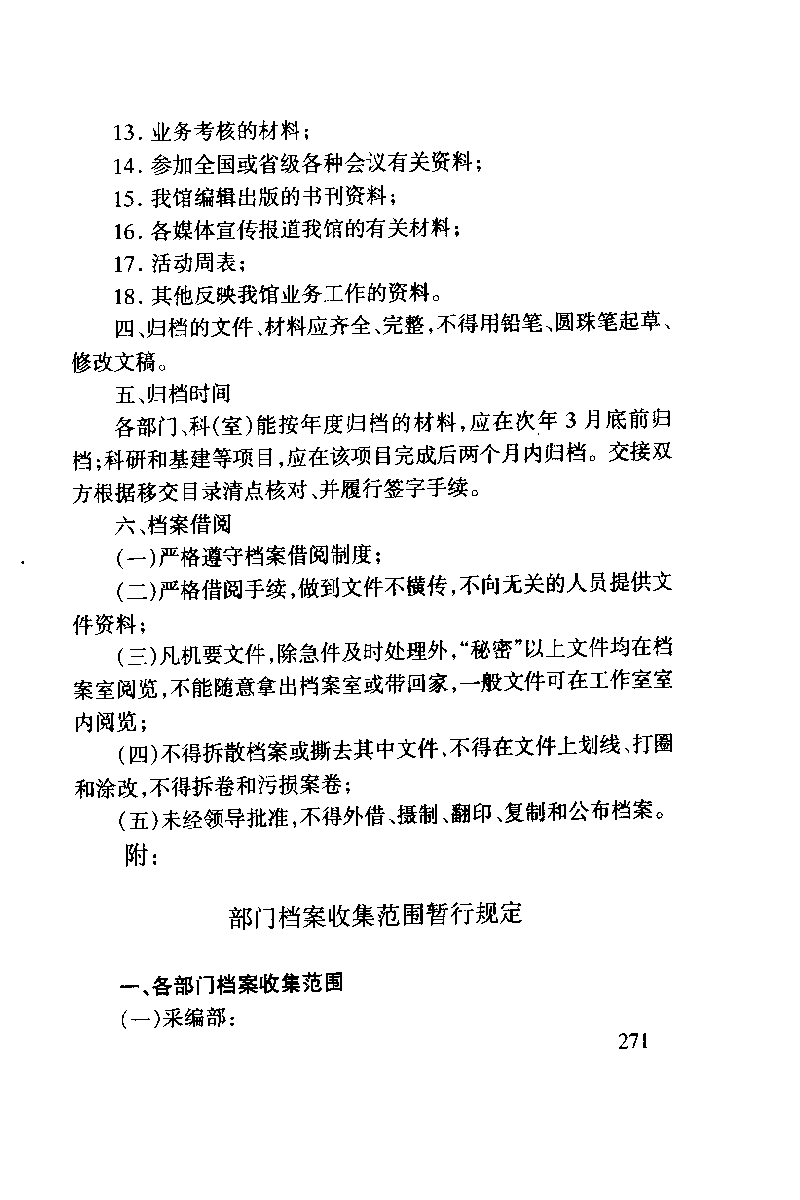 13. 业务考核的材料;
14. 参加全国或省级各种会议有关资料;
15. 我馆编辑出版的书刊资料;
16. 各媒体宣传报道我馆的有关材料;
17. 活动周表;
18. 其他反映我馆业务工作的资料。
四、归档的文件、材料应齐全、完整,不得用铅笔、圆珠笔起草、
修改文稿。
五、归档时间
各部门、科(室)能按年度归档的材料,应在次年 3 月底前归
档;科研和基建等项目,应在该项目完成后两个月内归档。交接双
方根据移交目录清点核对、并履行签字手续。
六、档案借阅
(一)严格遵守档案借阅制度;
(二)严格借阅手续,做到文件不横传,不向无关的人员提供文
件资料;
(三)凡机要文件,除急件及时处理外,“秘密”以上文件均在档
案室阅览,不能随意拿出档案室或带回家,一般文件可在工作室室
内阅览;
(四)不得拆散档案或撕去其中文件、不得在文件上划线、打圈
和涂改,不得拆卷和污损案卷;
(五)未经领导批准,不得外借、摄制、翻印、复制和公布档案。
附:
部门档案收集范围暂行规定
一、各部门档案收集范围
(一)采编部:
271